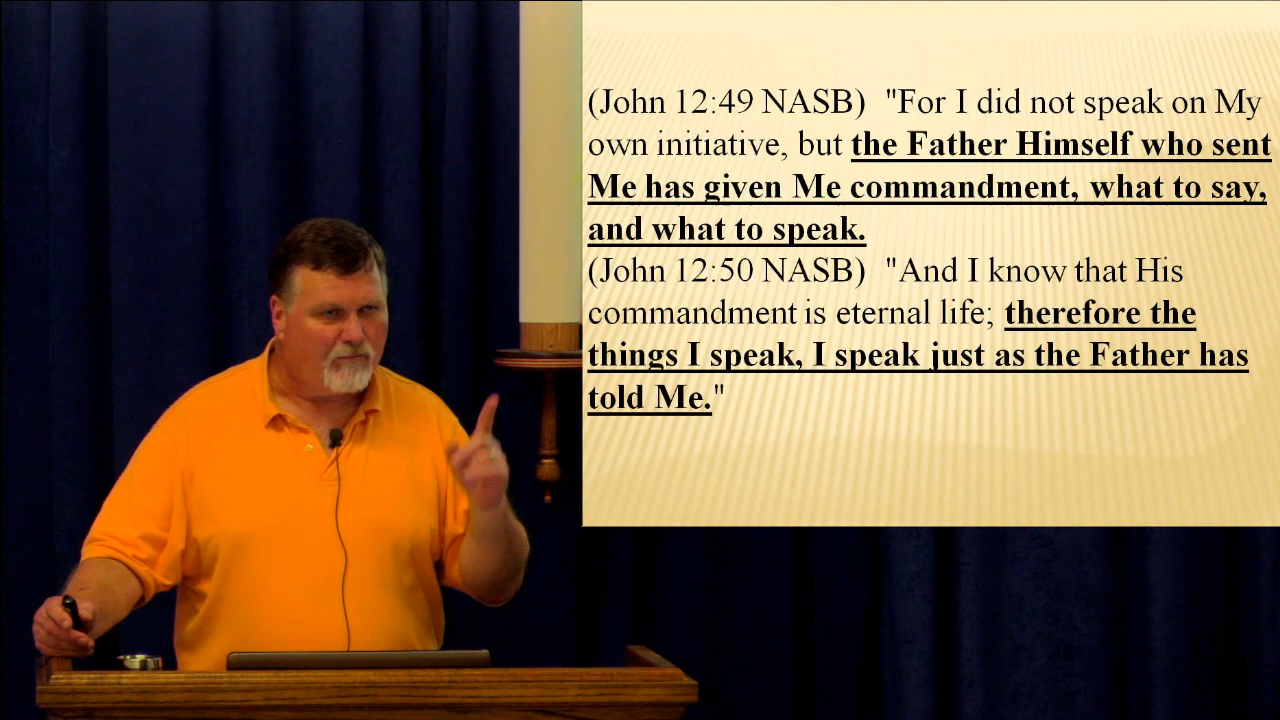 (John 12:49 NASB)  "For I did not speak on My
own initiative, but the Father Himself who sent
Me has given Me commandment, what to say,
and what to speak.
(John 12:50 NASB)  "And I know that His
commandment is eternal life; therefore the
things I speak, I speak just as the Father has
told Me."